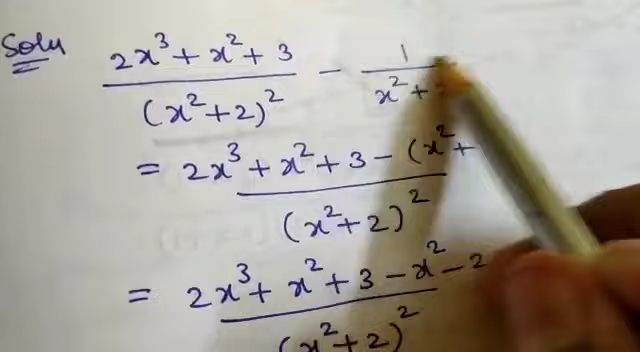 Solu
(2x³ + x² + 3)/(x² + 2)² - 1/(x² +
= (2x³ + x² + 3 - (x² +)/(x² + 2)²
= (2x³ + x² + 3 - x² - 2)/(x² + 2)²